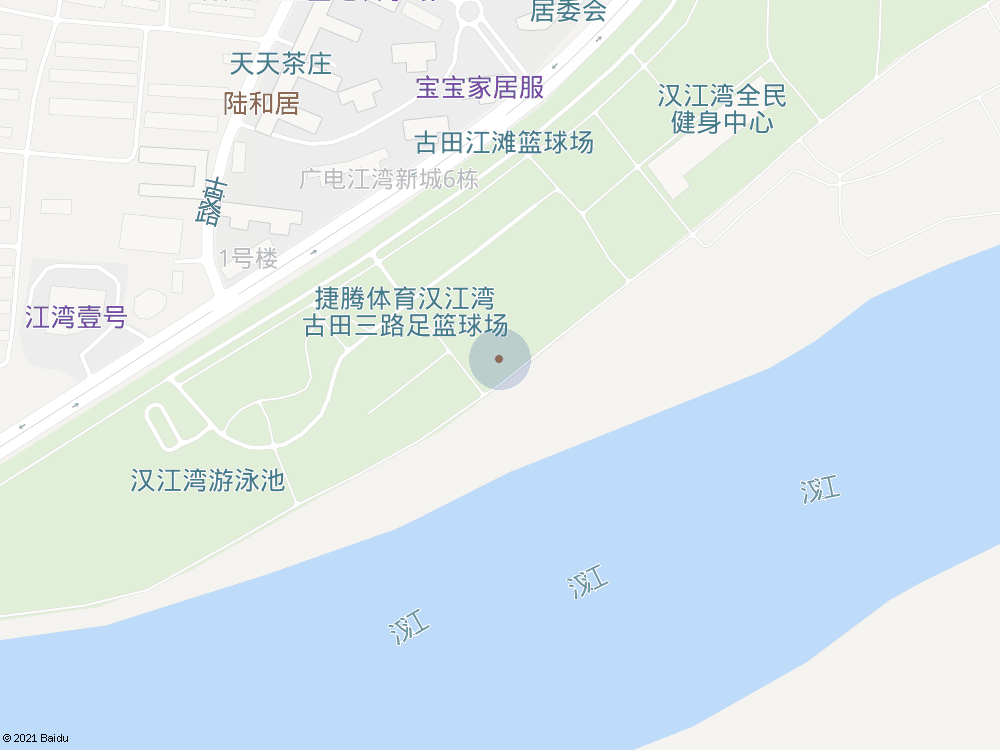 居委会
天天茶庄
宝宝家居服
陆和居
汉江湾全民
健身中心
古田江滩篮球场
广电江湾新城6栋
古田三路
1号楼
捷腾体育汉江湾
古田三路足篮球场
江湾壹号
汉江湾游泳池
汉江
汉江
汉江
© 2021 Baidu